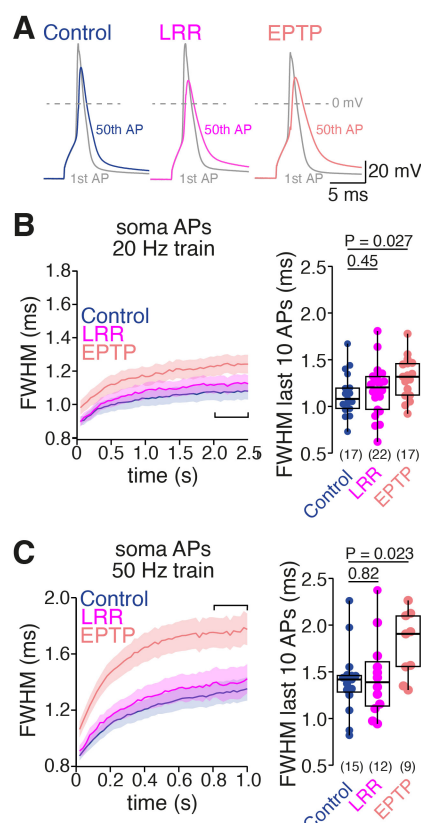 A
Control
LRR
EPTP
0 mV
50th AP
50th AP
50th AP
1st AP
1st AP
1st AP
20 mV
5 ms
B
soma APs
20 Hz train
FWHM (ms)
1.8
1.6
1.4
1.2
1.0
0.8
Control
LRR
EPTP
0
0.5
1.0
1.5
2.0
2.5
time (s)
P = 0.027
0.45
FWHM last 10 APs (ms)
2.5
2.0
1.5
1.0
0.5
(17)
(22)
(17)
Control
LRR
EPTP
C
soma APs
50 Hz train
FWHM (ms)
2.0
1.6
1.2
0.8
Control
LRR
EPTP
0
0.2
0.4
0.6
0.8
1.0
time (s)
P = 0.023
0.82
FWHM last 10 APs (ms)
2.5
2.0
1.5
1.0
0.5
(15)
(12)
(9)
Control
LRR
EPTP